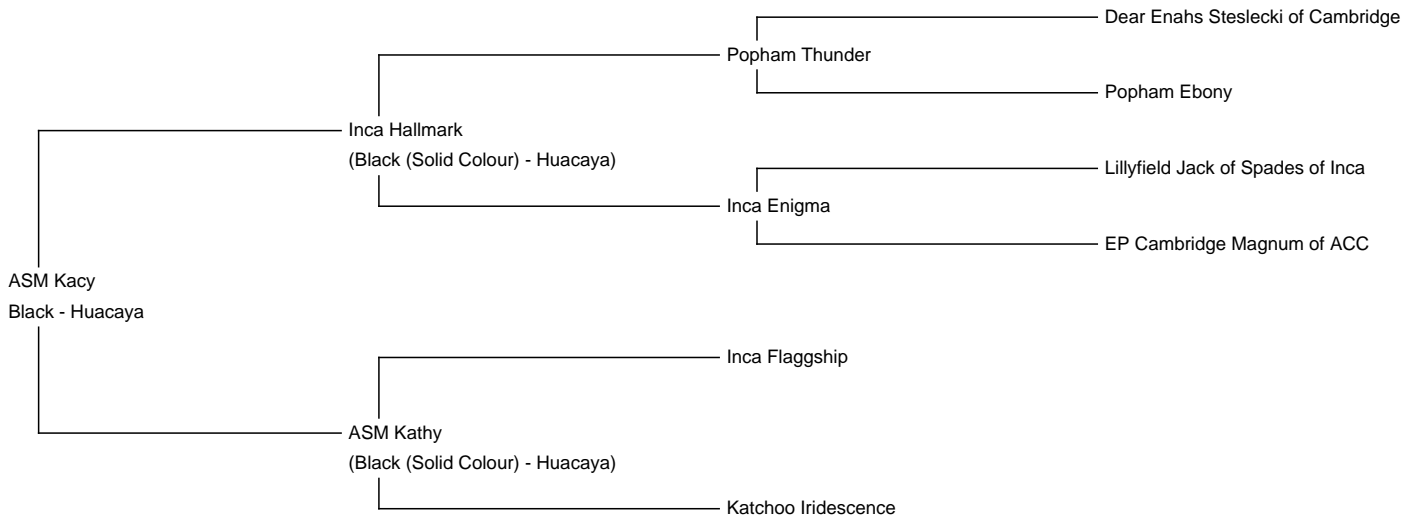 Dear Enahs Steslecki of Cambridge
Popham Thunder
Popham Ebony
Inca Hallmark
(Black (Solid Colour) - Huacaya)
Lillyfield Jack of Spades of Inca
Inca Enigma
EP Cambridge Magnum of ACC
ASM Kacy
Black - Huacaya
Inca Flaggship
ASM Kathy
(Black (Solid Colour) - Huacaya)
Katchoo Iridescence